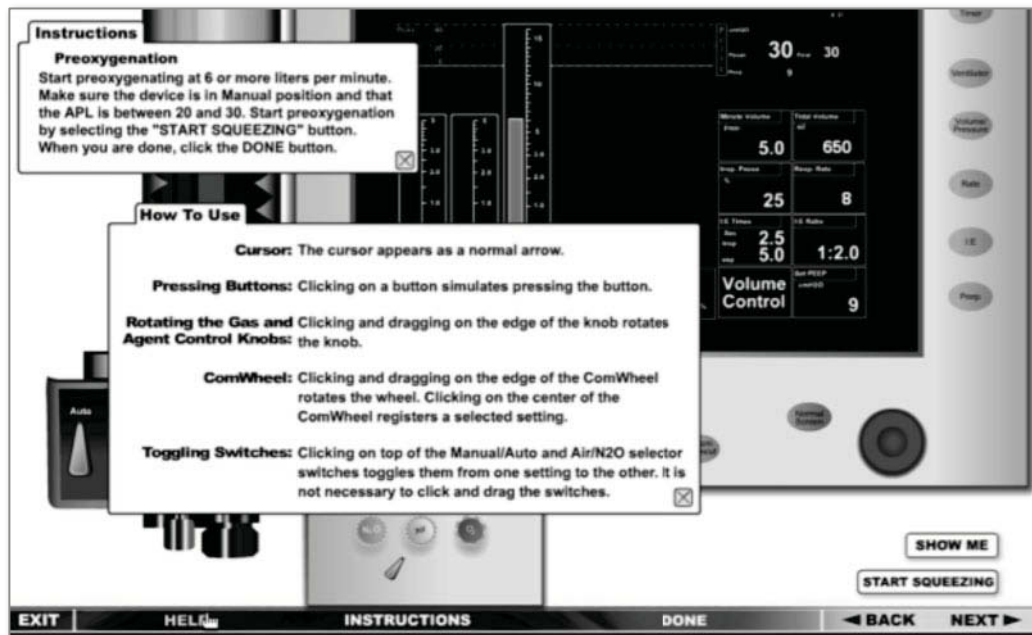 Instructions
Preoxygenation
Start preoxygenating at 6 or more liters per minute.
Make sure the device is in Manual position and that
the APL is between 20 and 30. Start preoxygenation
by selecting the "START SQUEEZING" button.
When you are done, click the DONE button.
How To Use
Cursor: The cursor appears as a normal arrow.
Pressing Buttons: Clicking on a button simulates pressing the button.
Rotating the Gas and Clicking and dragging on the edge of the knob rotates
Agent Control Knobs: the knob.
ComWheel: Clicking and dragging on the edge of the ComWheel
rotates the wheel. Clicking on the center of the
ComWheel registers a selected setting.
Toggling Switches: Clicking on top of the Manual/Auto and Air/N2O selector
switches toggles them from one setting to the other. It is
not necessary to click and drag the switches.
Auto
30 30
9
Minute Volume Tidal Volume
5.0 650
Insp. Pause Resp. Rate
%
25 8
I:E Times I:E Ratio
2.5
5.0 1:2.0
Volume Set PEEP
Control 9
Timer
Ventilator
Volume/
Pressure
Rate
I:E
Peep
Normal
Screen
N2O Air O2
SHOW ME
START SQUEEZING
EXIT HELP INSTRUCTIONS DONE BACK NEXT